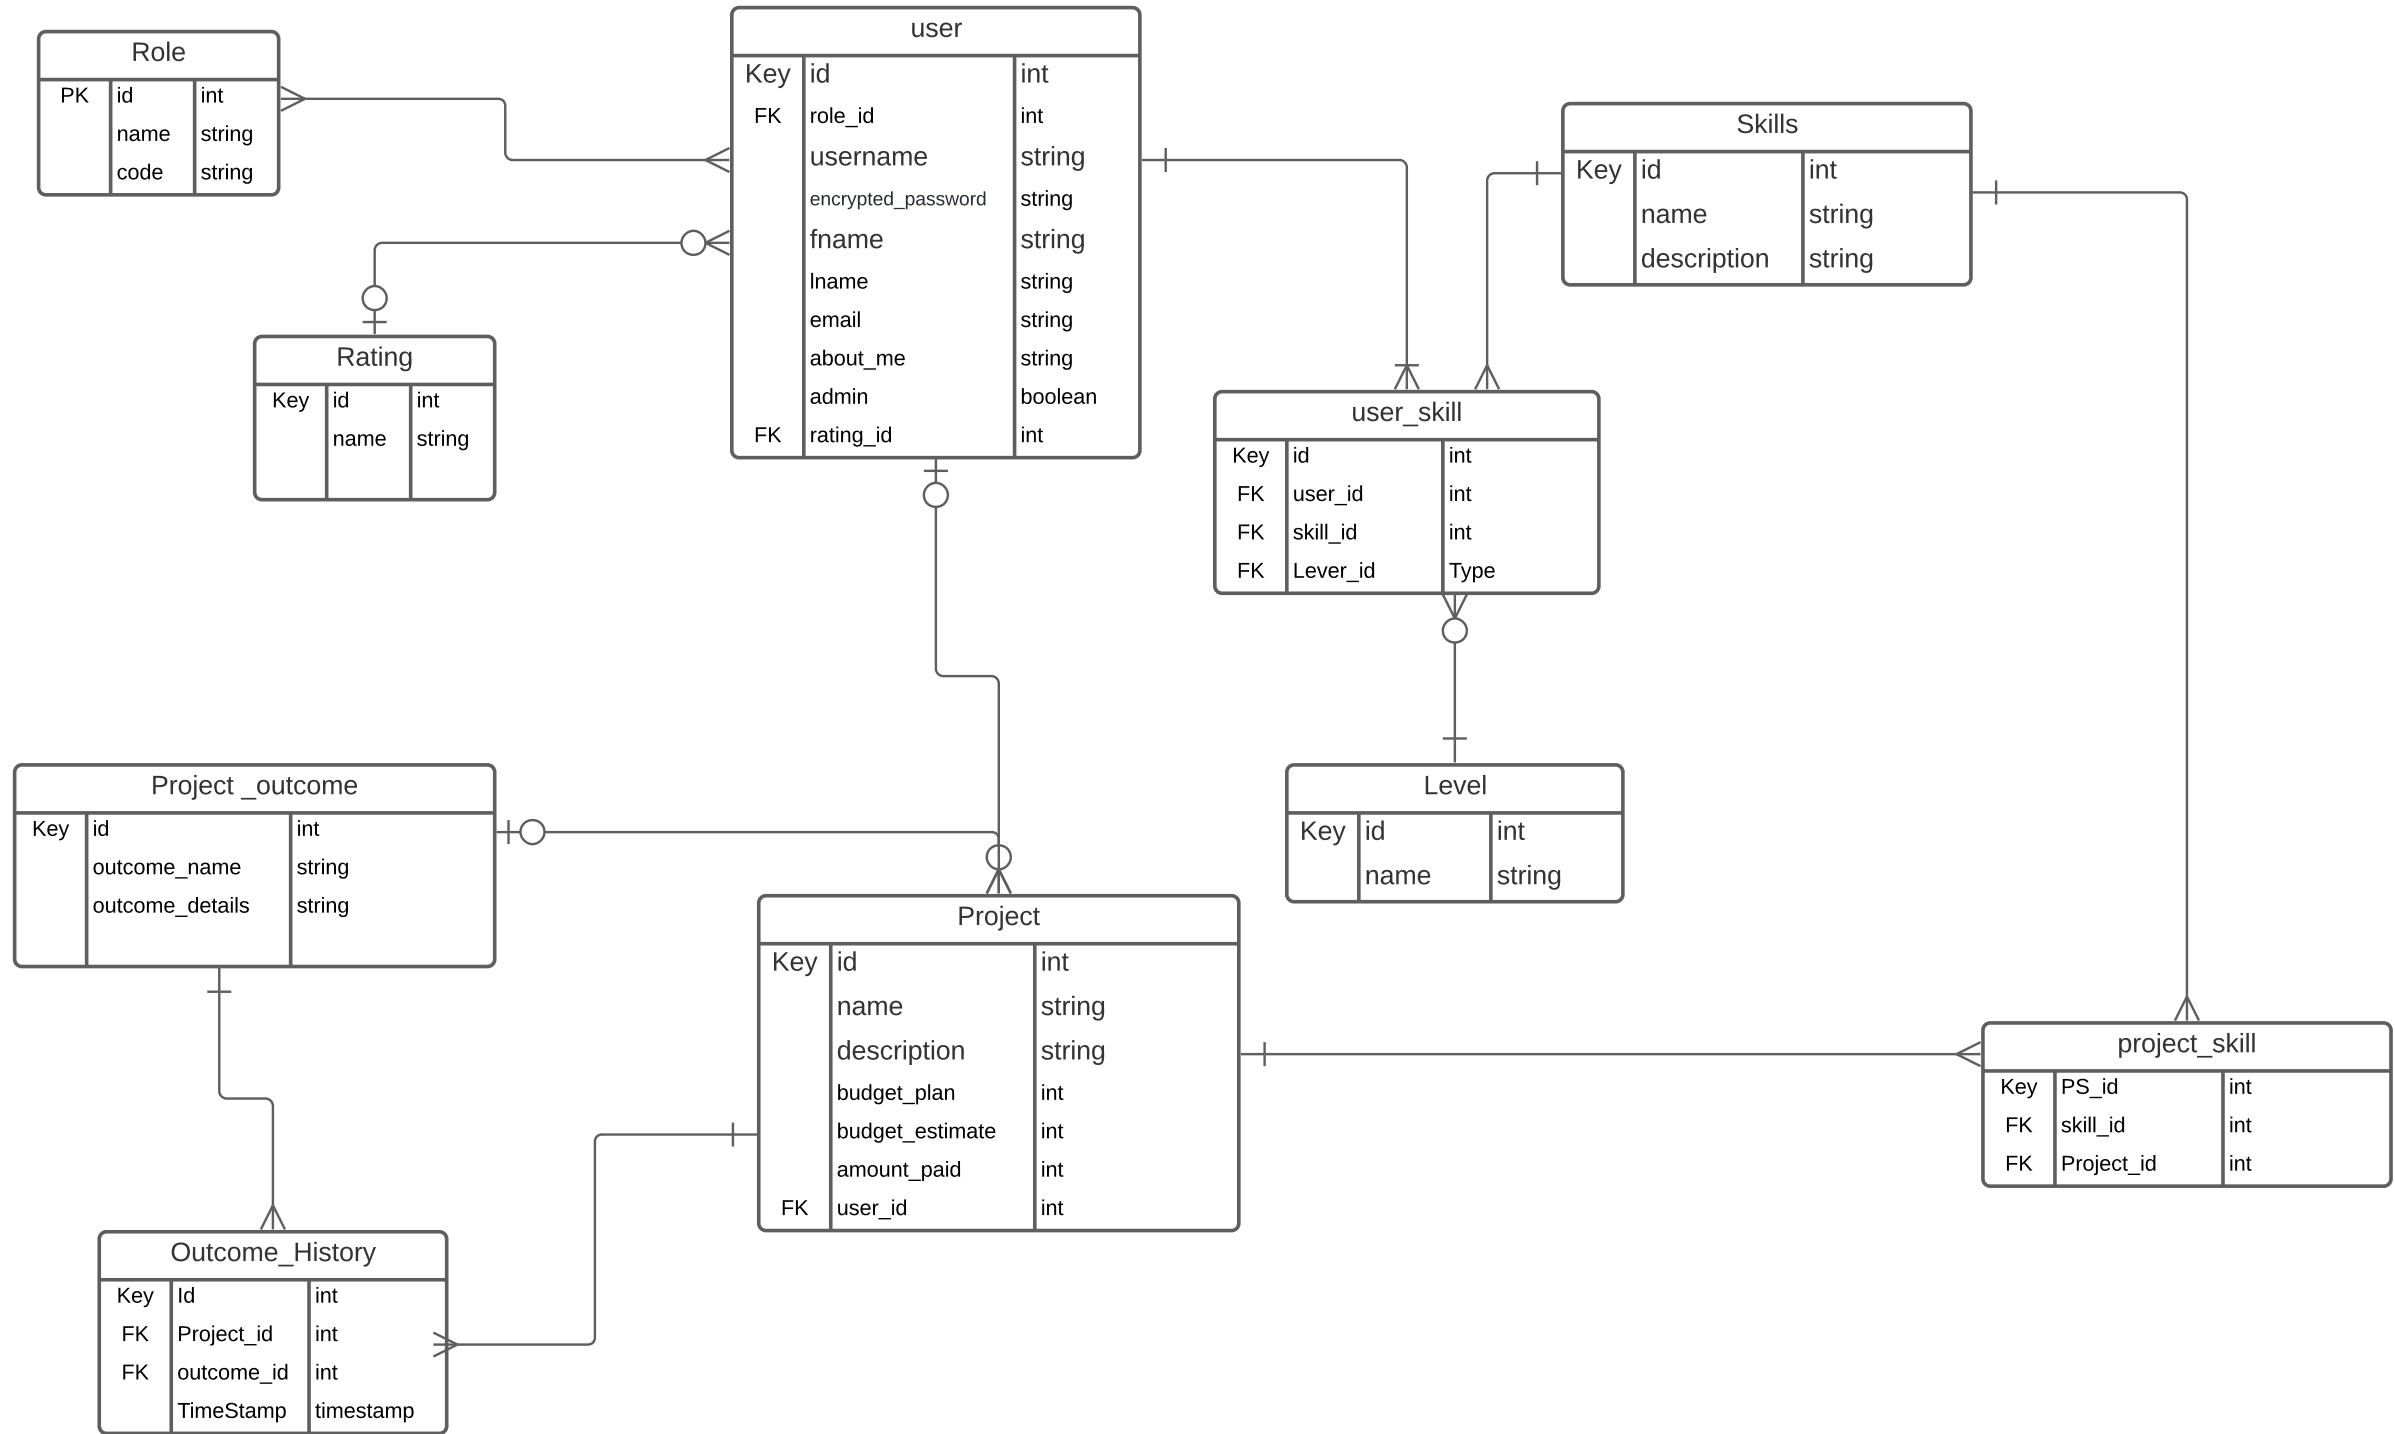 Role
PK id int
name string
code string
user
Key id int
FK role_id int
username string
encrypted_password string
fname string
lname string
email string
about_me string
admin boolean
FK rating_id int
Skills
Key id int
name string
description string
Rating
Key id int
name string
user_skill
Key id int
FK user_id int
FK skill_id int
FK Lever_id Type
Project _outcome
Key id int
outcome_name string
outcome_details string
Level
Key id int
name string
Project
Key id int
name string
description string
budget_plan int
budget_estimate int
amount_paid int
FK user_id int
project_skill
Key PS_id int
FK skill_id int
FK Project_id int
Outcome_History
Key Id int
FK Project_id int
FK outcome_id int
TimeStamp timestamp